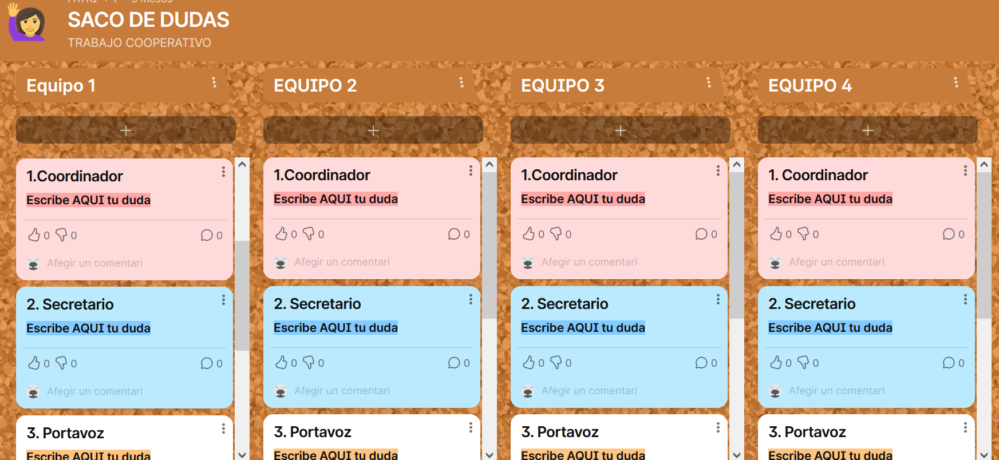 SACO DE DUDAS
TRABAJO COOPERATIVO
Equipo 1
1.Coordinador
Escribe AQUI tu duda
0 0 0
Afegir un comentari
2. Secretario
Escribe AQUI tu duda
0 0 0
Afegir un comentari
3. Portavoz
Escribe AQUI tu duda
EQUIPO 2
1.Coordinador
Escribe AQUI tu duda
0 0 0
Afegir un comentari
2. Secretario
Escribe AQUI tu duda
0 0 0
Afegir un comentari
3. Portavoz
Escribe AQUI tu duda
EQUIPO 3
1.Coordinador
Escribe AQUI tu duda
0 0 0
Afegir un comentari
2. Secretario
Escribe AQUI tu duda
0 0 0
Afegir un comentari
3. Portavoz
Escribe AQUI tu duda
EQUIPO 4
1. Coordinador
Escribe AQUI tu duda
0 0 0
Afegir un comentari
2. Secretario
Escribe AQUI tu duda
0 0 0
Afegir un comentari
3. Portavoz
Escribe AQUI tu duda